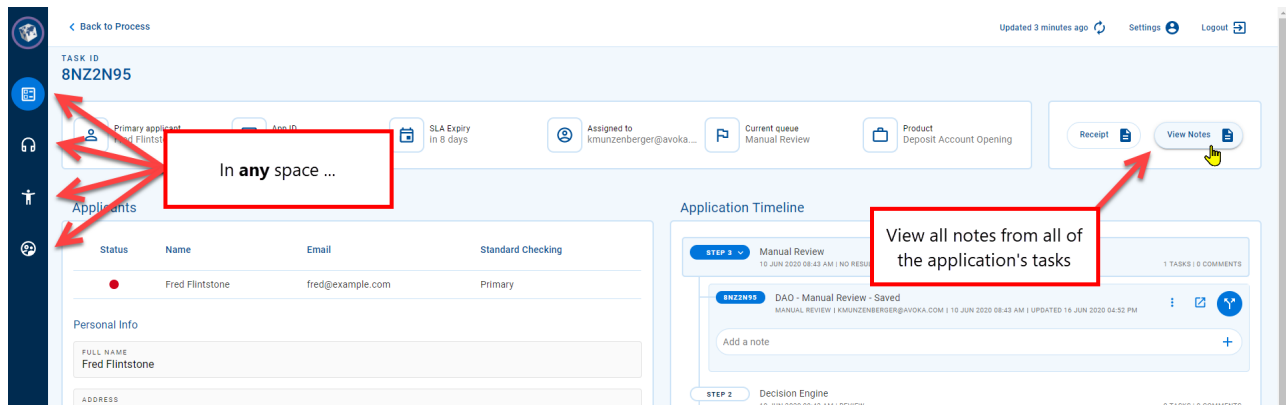 Back to Process
Updated 3 minutes ago
Settings
Logout
TASK ID
8NZ2N95
Primary applicant
Fred Flintst
App ID
SLA Expiry
in 8 days
Assigned to
kmunzenberger@avoka....
Current queue
Manual Review
Product
Deposit Account Opening
Receipt
View Notes
In any space ...
View all notes from all of
the application's tasks
Applicants
Status
Name
Email
Standard Checking
Fred Flintstone
fred@example.com
Primary
Personal Info
FULL NAME
Fred Flintstone
ADDRESS
Application Timeline
STEP 3
Manual Review
10 JUN 2020 08:43 AM | NO RESU
1 TASKS | 0 COMMENTS
8NZ2N95
DAO - Manual Review - Saved
MANUAL REVIEW | KMUNZENBERGER@AVOKA.COM | 10 JUN 2020 08:43 AM | UPDATED 16 JUN 2020 04:52 PM
Add a note
STEP 2
Decision Engine